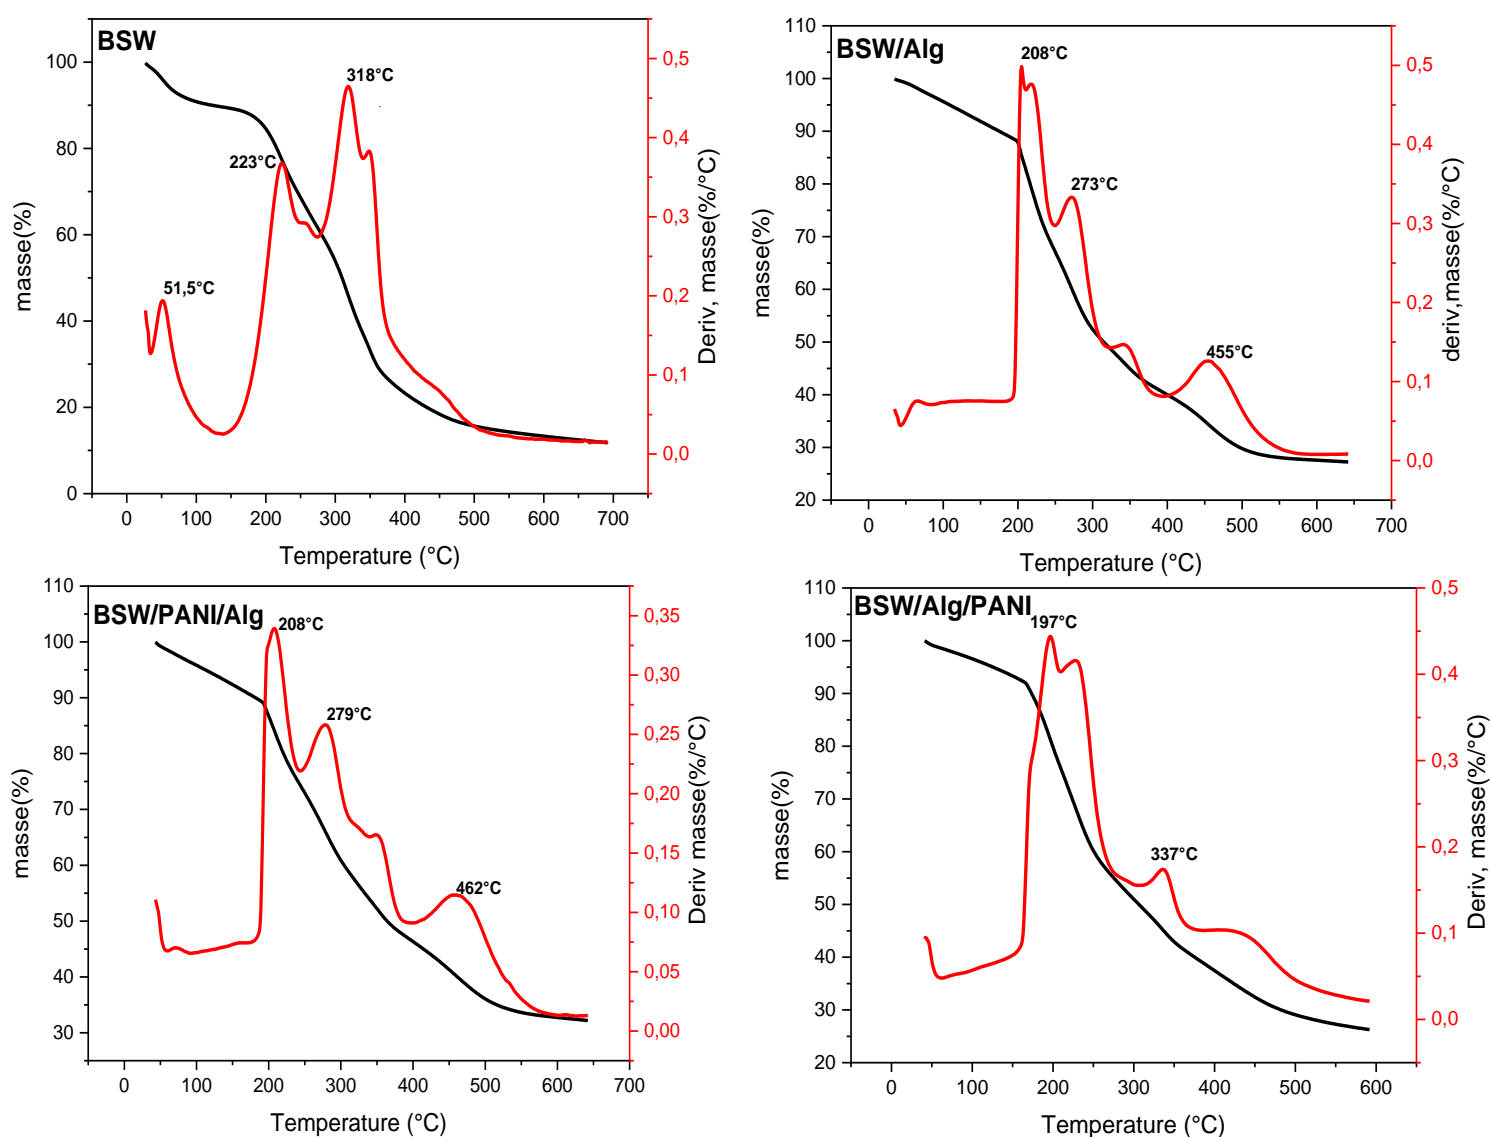 BSW
318°C
223°C
51,5°C
100
80
60
40
20
0
masse(%)
0,5
0,4
0,3
0,2
0,1
0,0
Deriv, masse(%/°C)
0 100 200 300 400 500 600 700
Temperature (°C)
BSW/Alg
208°C
273°C
455°C
110
100
90
80
70
60
50
40
30
20
masse(%)
0,5
0,4
0,3
0,2
0,1
0,0
deriv,masse(%/°C)
0 100 200 300 400 500 600 700
Temperature (°C)
BSW/PANI/Alg
208°C
279°C
462°C
110
100
90
80
70
60
50
40
30
masse(%)
0,35
0,30
0,25
0,20
0,15
0,10
0,05
0,00
Deriv masse(%/°C)
0 100 200 300 400 500 600 700
Temperature (°C)
BSW/Alg/PANI
197°C
337°C
110
100
90
80
70
60
50
40
30
20
masse(%)
0,5
0,4
0,3
0,2
0,1
0,0
Deriv, masse(%/°C)
0 100 200 300 400 500 600
Temperature (°C)